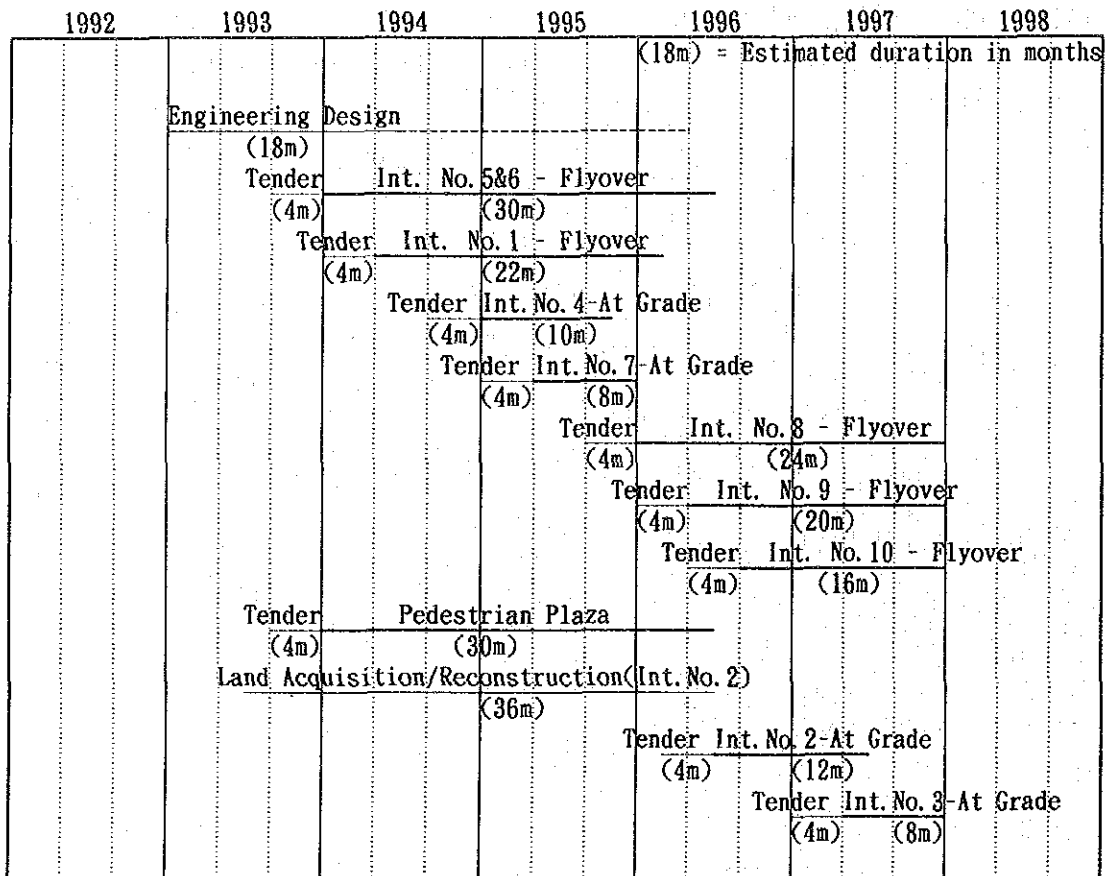 1992 1993 1994 1995 1996 1997 1998
(18m) = Estimated duration in months
Engineering Design
(18m)
Tender Int. No. 5&6 - Flyover
(4m) (30m)
Tender Int. No. 1 - Flyover
(4m) (22m)
Tender Int. No. 4-At Grade
(4m) (10m)
Tender Int. No. 7-At Grade
(4m) (8m)
Tender Int. No. 8 - Flyover
(4m) (24m)
Tender Int. No. 9 - Flyover
(4m) (20m)
Tender Int. No. 10 - Flyover
(4m) (16m)
Tender Pedestrian Plaza
(4m) (30m)
Land Acquisition/Reconstruction(Int. No. 2)
(36m)
Tender Int. No. 2-At Grade
(4m) (12m)
Tender Int. No. 3-At Grade
(4m) (8m)